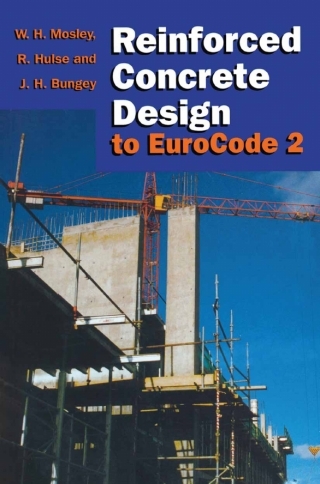 W. H. Mosley,
R. Hulse and
J. H. Bungey
Reinforced
Concrete
Design
to EuroCode 2